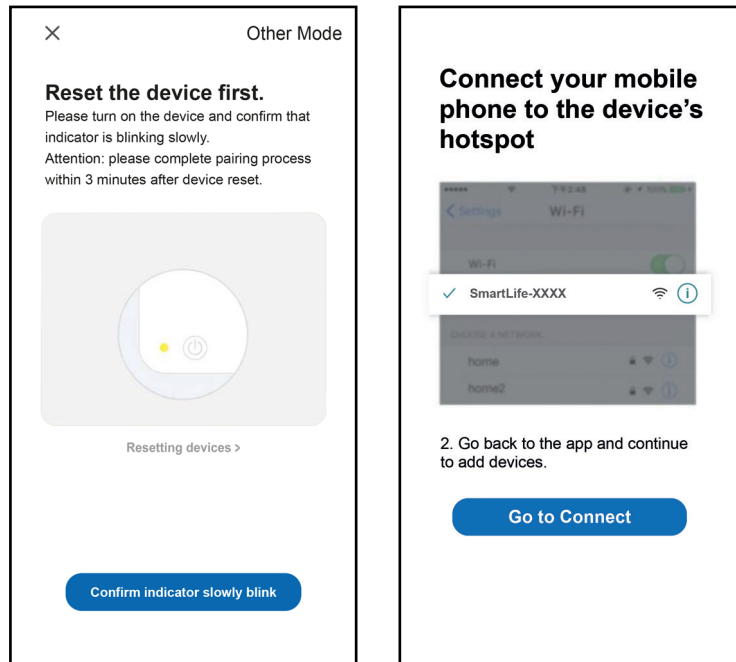 Other Mode
Reset the device first.
Please turn on the device and confirm that
indicator is blinking slowly.
Attention: please complete pairing process
within 3 minutes after device reset.
Resetting devices >
Confirm indicator slowly blink
Connect your mobile
phone to the device's
hotspot
100%
Settings
Wi-Fi
Wi-Fi
SmartLife-XXXX
CHOOSE A NETWORK
home
home2
2. Go back to the app and continue
to add devices.
Go to Connect